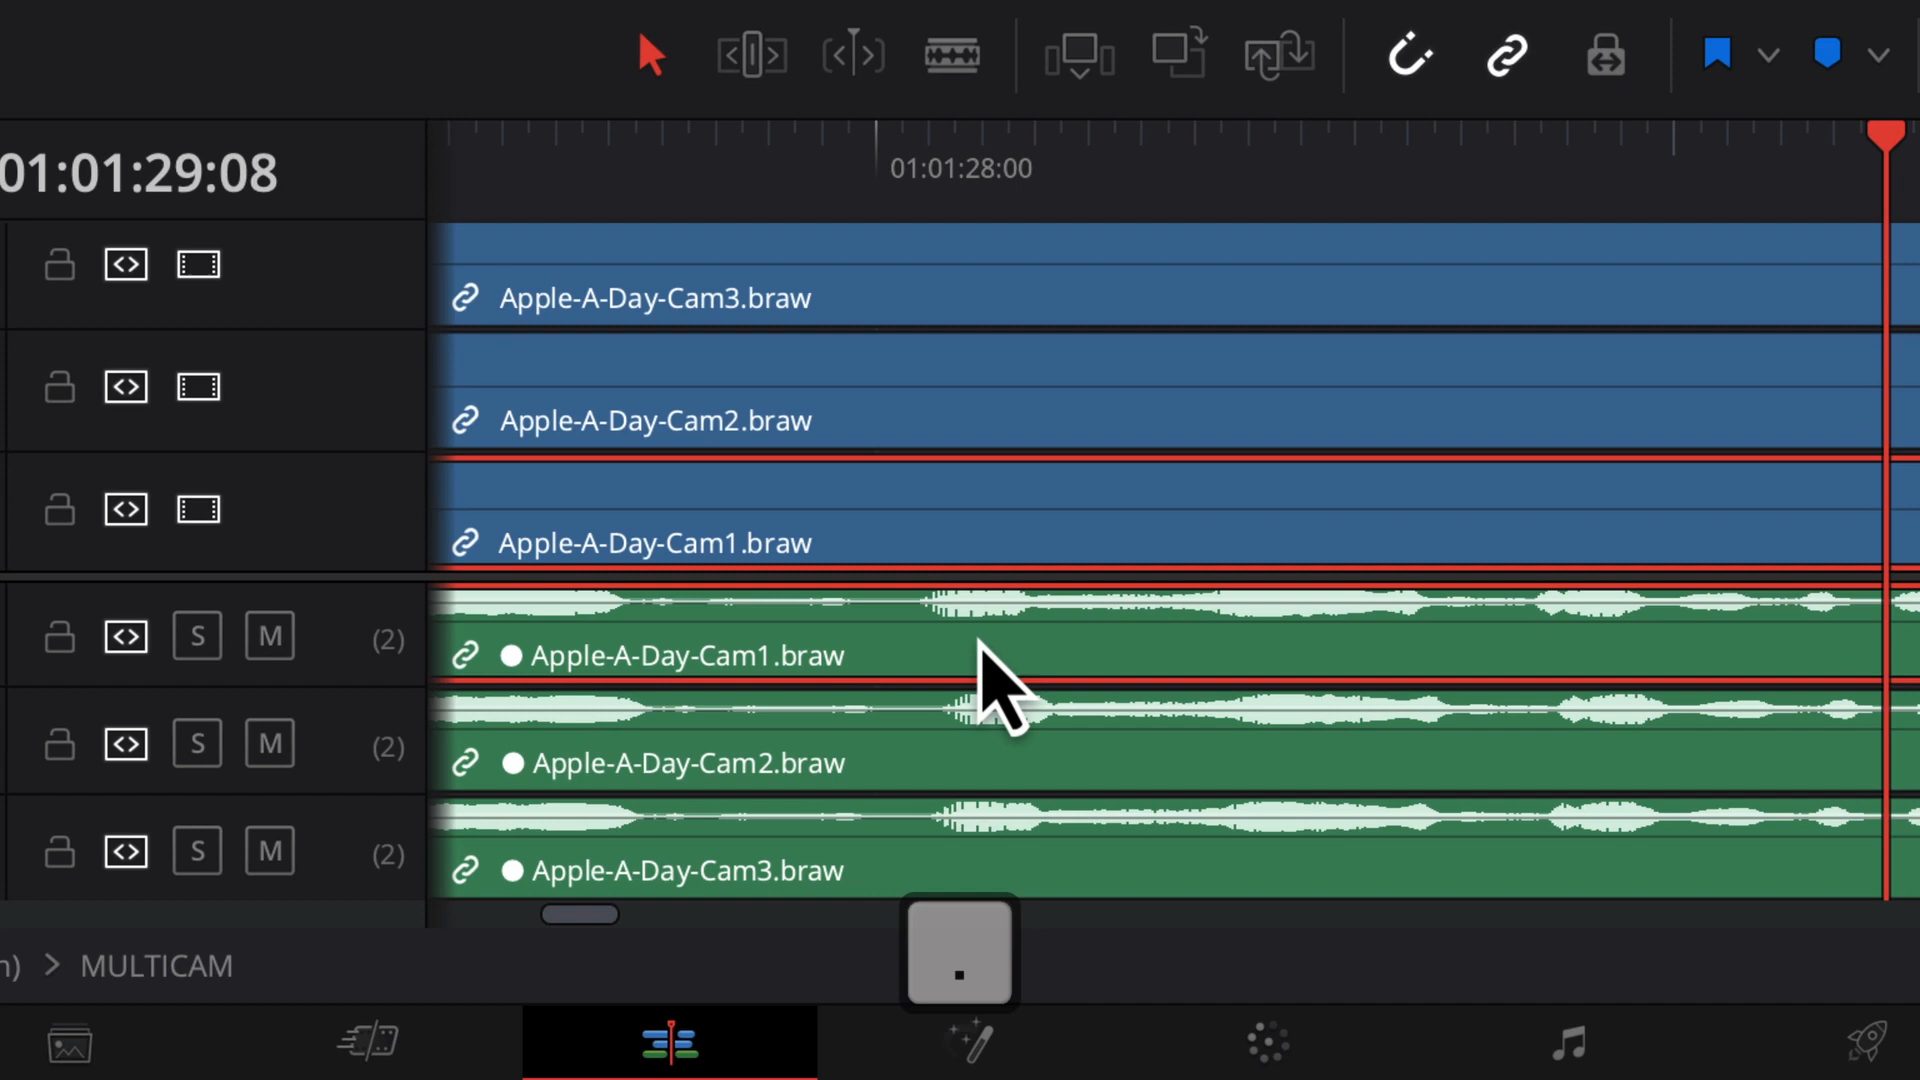 01:01:29:08
01:01:28:00
Apple-A-Day-Cam3.braw
Apple-A-Day-Cam2.braw
Apple-A-Day-Cam1.braw
S M (2) Apple-A-Day-Cam1.braw
S M (2) Apple-A-Day-Cam2.braw
S M (2) Apple-A-Day-Cam3.braw
n) > MULTICAM
.